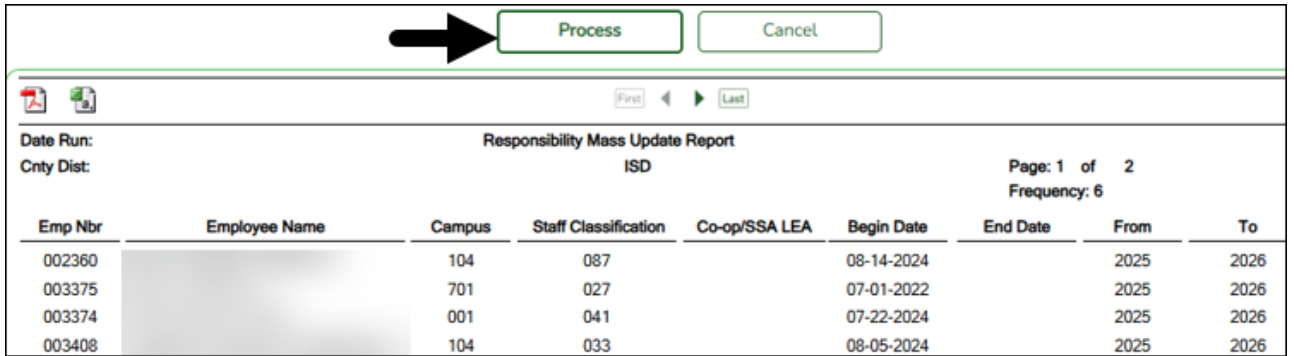 Process Cancel
First Last
Date Run: Responsibility Mass Update Report
Cnty Dist: ISD Page: 1 of 2
Frequency: 6
Emp Nbr Employee Name Campus Staff Classification Co-op/SSA LEA Begin Date End Date From To
002360 104 087 08-14-2024 2025 2026
003375 701 027 07-01-2022 2025 2026
003374 001 041 07-22-2024 2025 2026
003408 104 033 08-05-2024 2025 2026